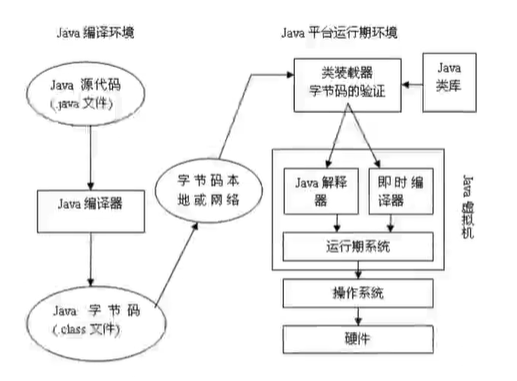 Java 编译环境
Java 平台运行期环境
Java 源代码
(.java 文件)
Java 编译器
Java 字节码
(.class 文件)
字节码本
地或网络
类装载器
字节码的验证
Java
类库
Java 解释
器
即时编
译器
运行期系统
Java 虚拟机
操作系统
硬件